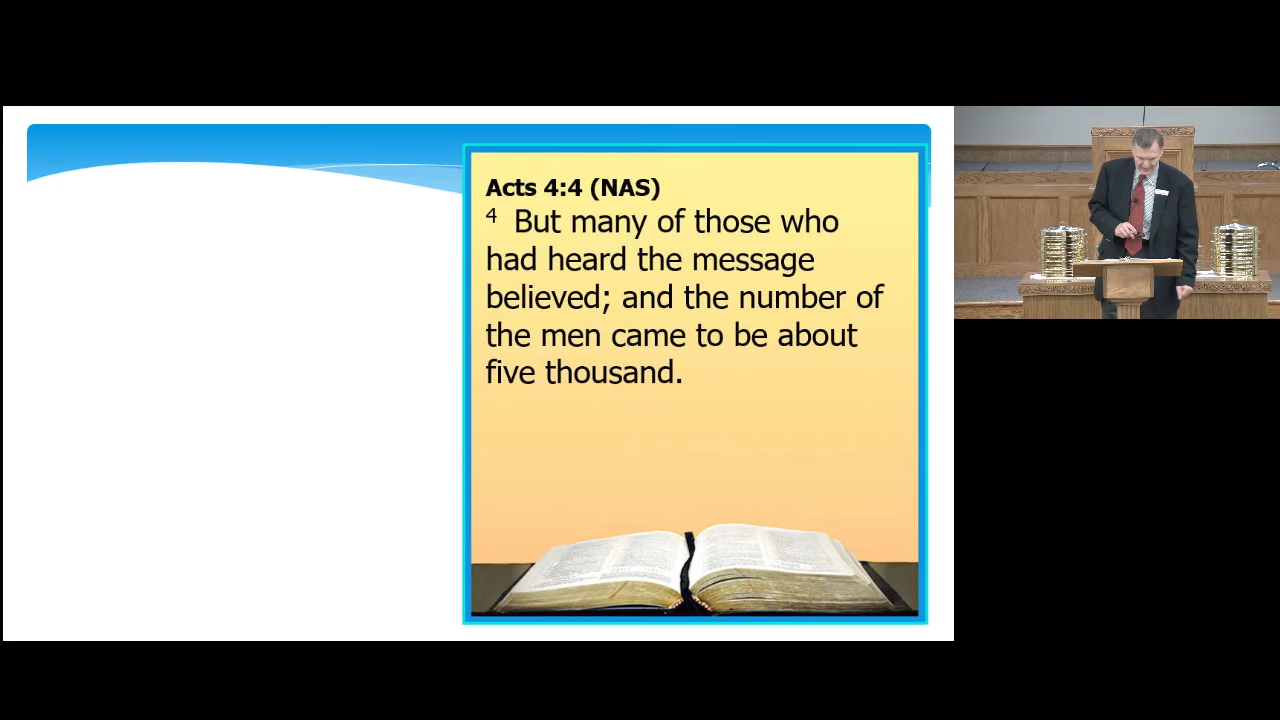 Acts 4:4 (NAS)
4 But many of those who
had heard the message
believed; and the number of
the men came to be about
five thousand.